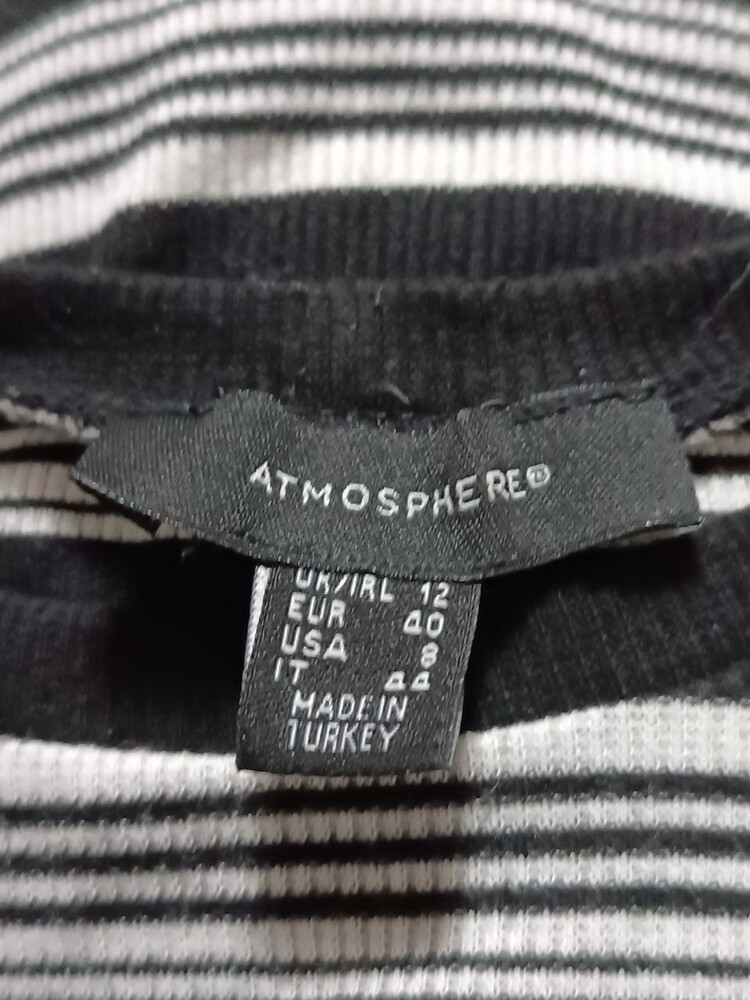 ATMOSPHERE®
UK/IRL 12
EUR 40
USA 8
IT 44
MADE IN
TURKEY